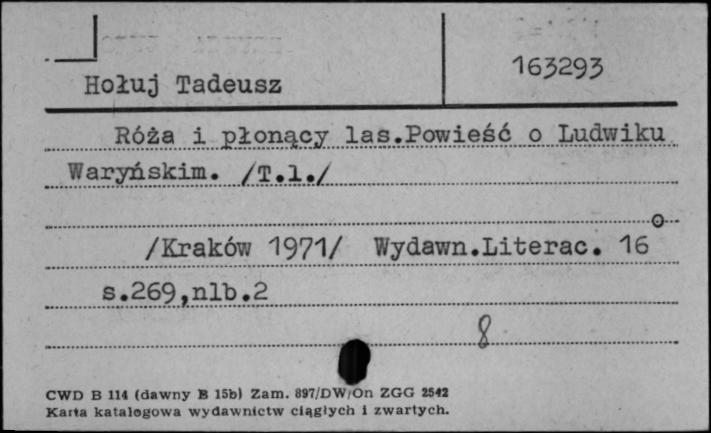 163293
Hołuj Tadeusz
Róża i płonący las.Powieść o Ludwiku
Waryńskim. /T.1./
/Kraków 1971/ Wydawn.Literac. 16°
s.269,nlb.2
8
CWD B 114 (dawny B 15b) Zam. 897/DW/On ZGG 2542
Karta katalogowa wydawnictw ciągłych i zwartych.